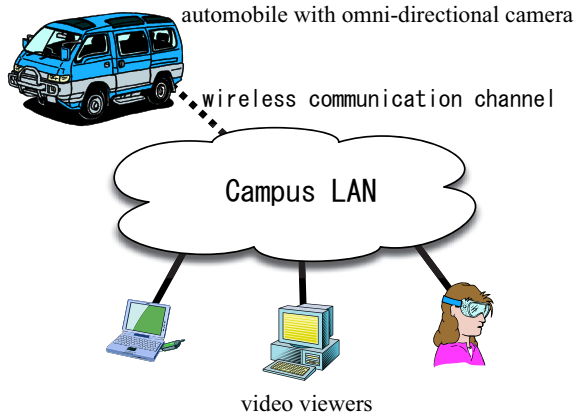 automobile with omni-directional camera
wireless communication channel
Campus LAN
video viewers